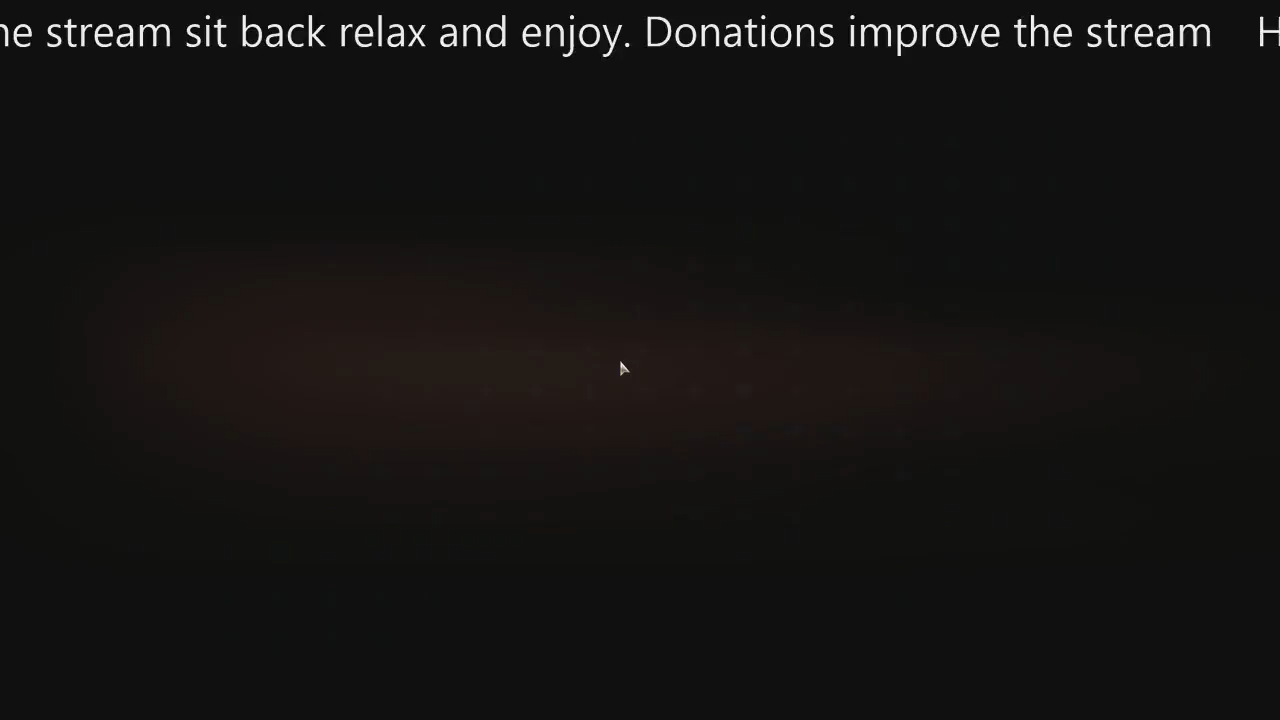 he stream sit back relax and enjoy. Donations improve the stream H